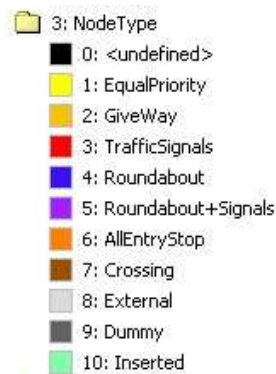 3: NodeType
0: <undefined>
1: EqualPriority
2: GiveWay
3: TrafficSignals
4: Roundabout
5: Roundabout+Signals
6: AllEntryStop
7: Crossing
8: External
9: Dummy
10: Inserted